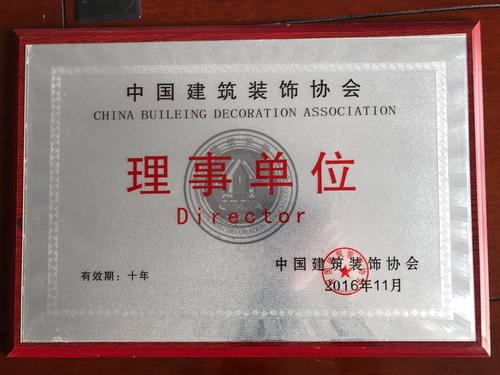 中国建筑装饰协会
CHINA BUILEING DECORATION ASSOCIATION
理事单位
Director
有效期：十年
中国建筑装饰协会
2016年11月